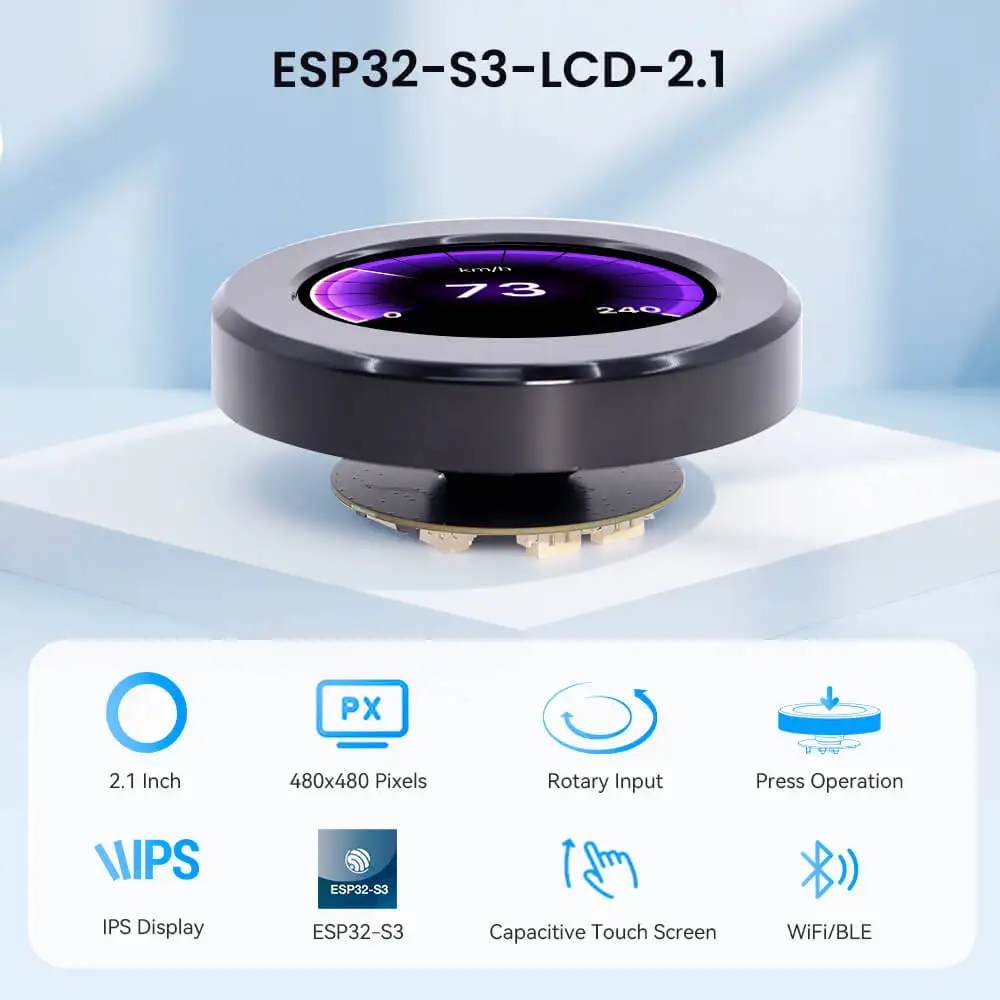 ESP32-S3-LCD-2.1
km/h
73
0
240
PX
2.1 Inch
480x480 Pixels
Rotary Input
Press Operation
IPS
ESP32-S3
IPS Display
ESP32-S3
Capacitive Touch Screen
WiFi/BLE